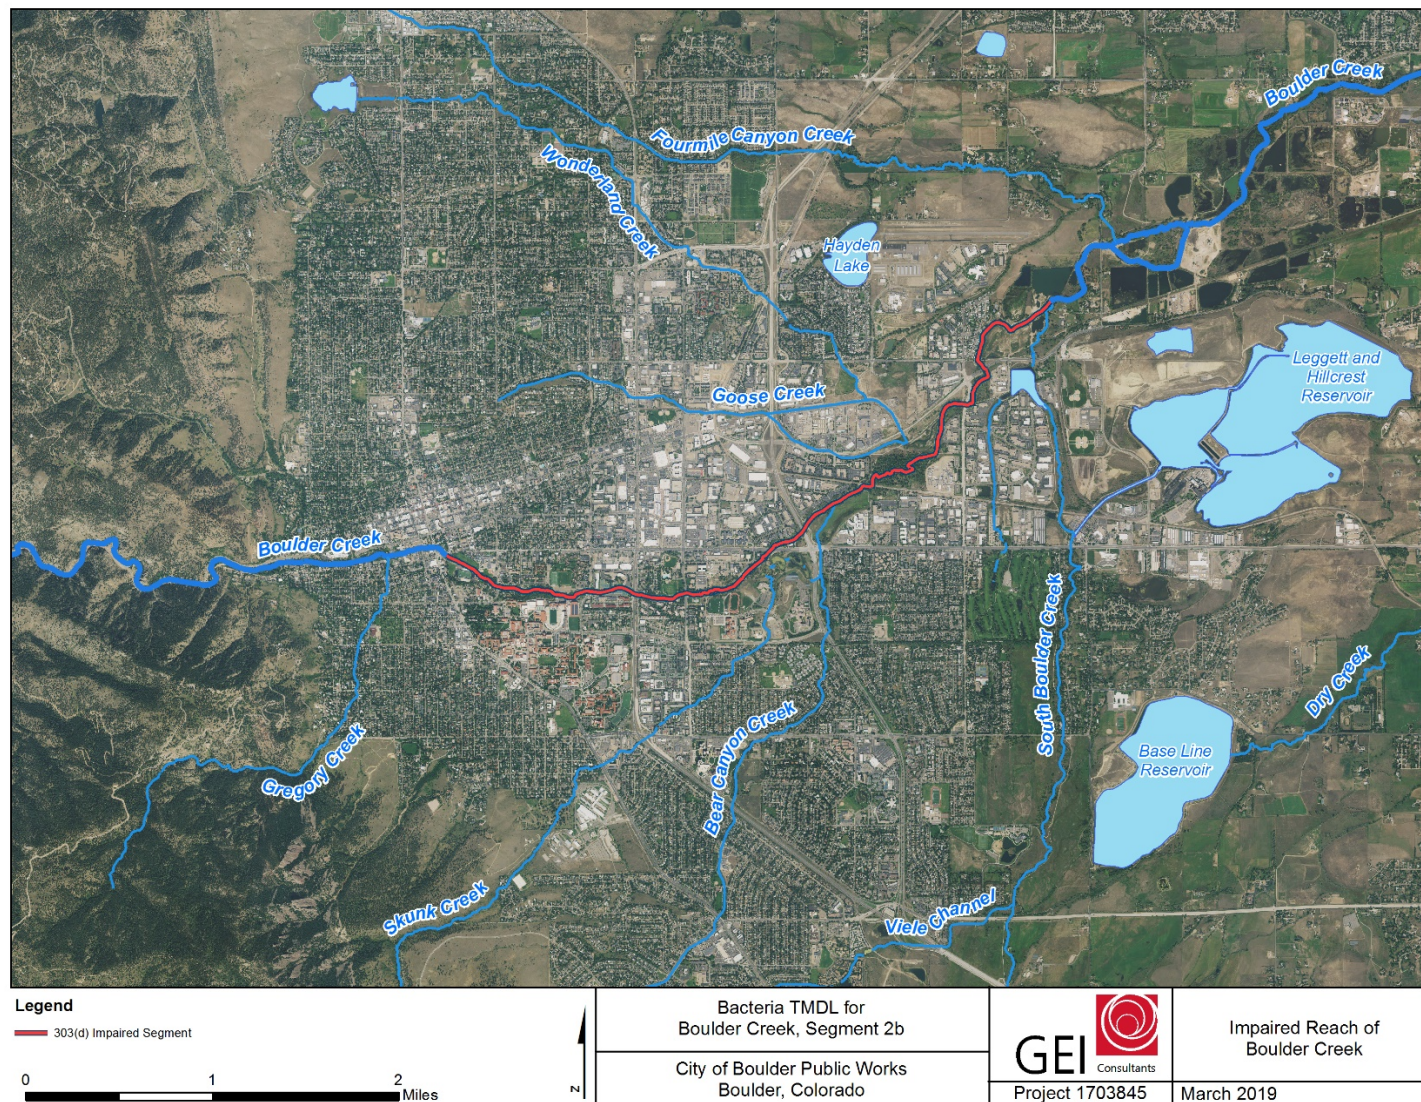 Boulder Creek
Fourmile Canyon Creek
Wonderland Creek
Hayden
Lake
Leggett and
Hillcrest
Reservoir
Goose Creek
Boulder Creek
South Boulder Creek
Dry Creek
Bear Canyon Creek
Base Line
Reservoir
Gregory Creek
Skunk Creek
Viele Channel
Legend
303(d) Impaired Segment
0 1 2
Miles
N
Bacteria TMDL for
Boulder Creek, Segment 2b
City of Boulder Public Works
Boulder, Colorado
GEI
Consultants
Project 1703845
Impaired Reach of
Boulder Creek
March 2019